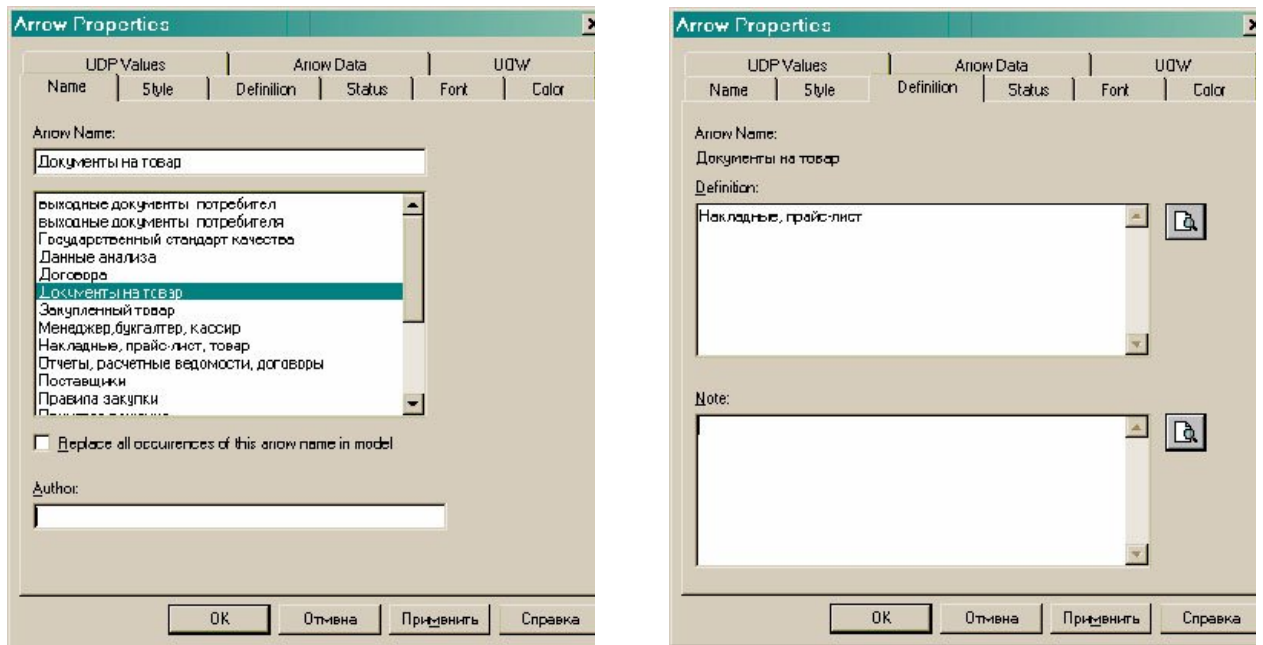 Arrow Properties
UDP Values Arrow Data UOW
Name Style Definition Status Font Color
Arrow Name:
Документы на товар
выходные документы потребител
выходные документы потребителя
Государственный стандарт качества
Данные анализа
Договора
Документы на товар
Закупленный товар
Менеджер,бухгалтер, кассир
Накладные, прайс-лист, товар
Отчеты, расчетные ведомости, договоры
Поставщики
Правила закупки
Replace all occurrences of this arrow name in model
Author:
OK Отмена Применить Справка
Arrow Properties
UDP Values Arrow Data UOW
Name Style Definition Status Font Color
Arrow Name:
Документы на товар
Definition:
Накладные, прайс-лист
Note:
OK Отмена Применить Справка